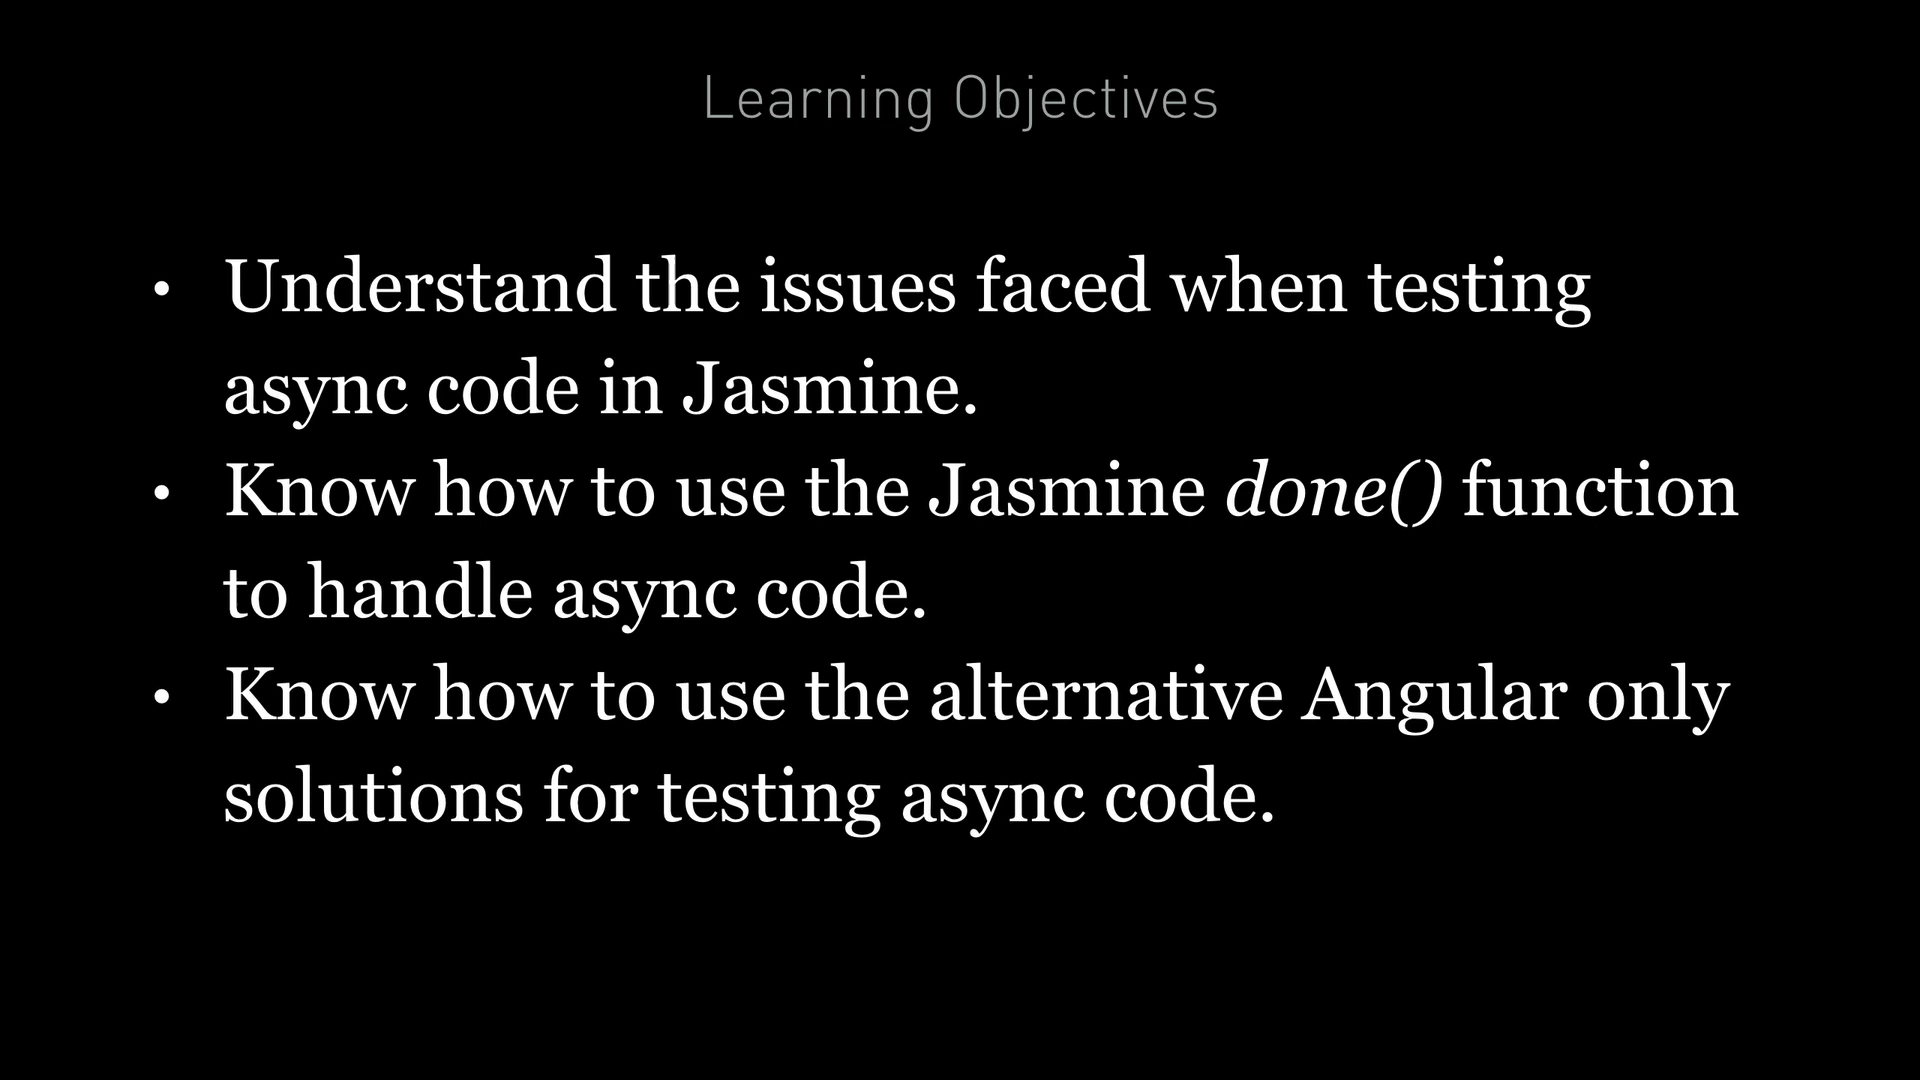 Learning Objectives
• Understand the issues faced when testing
async code in Jasmine.
• Know how to use the Jasmine done() function
to handle async code.
• Know how to use the alternative Angular only
solutions for testing async code.